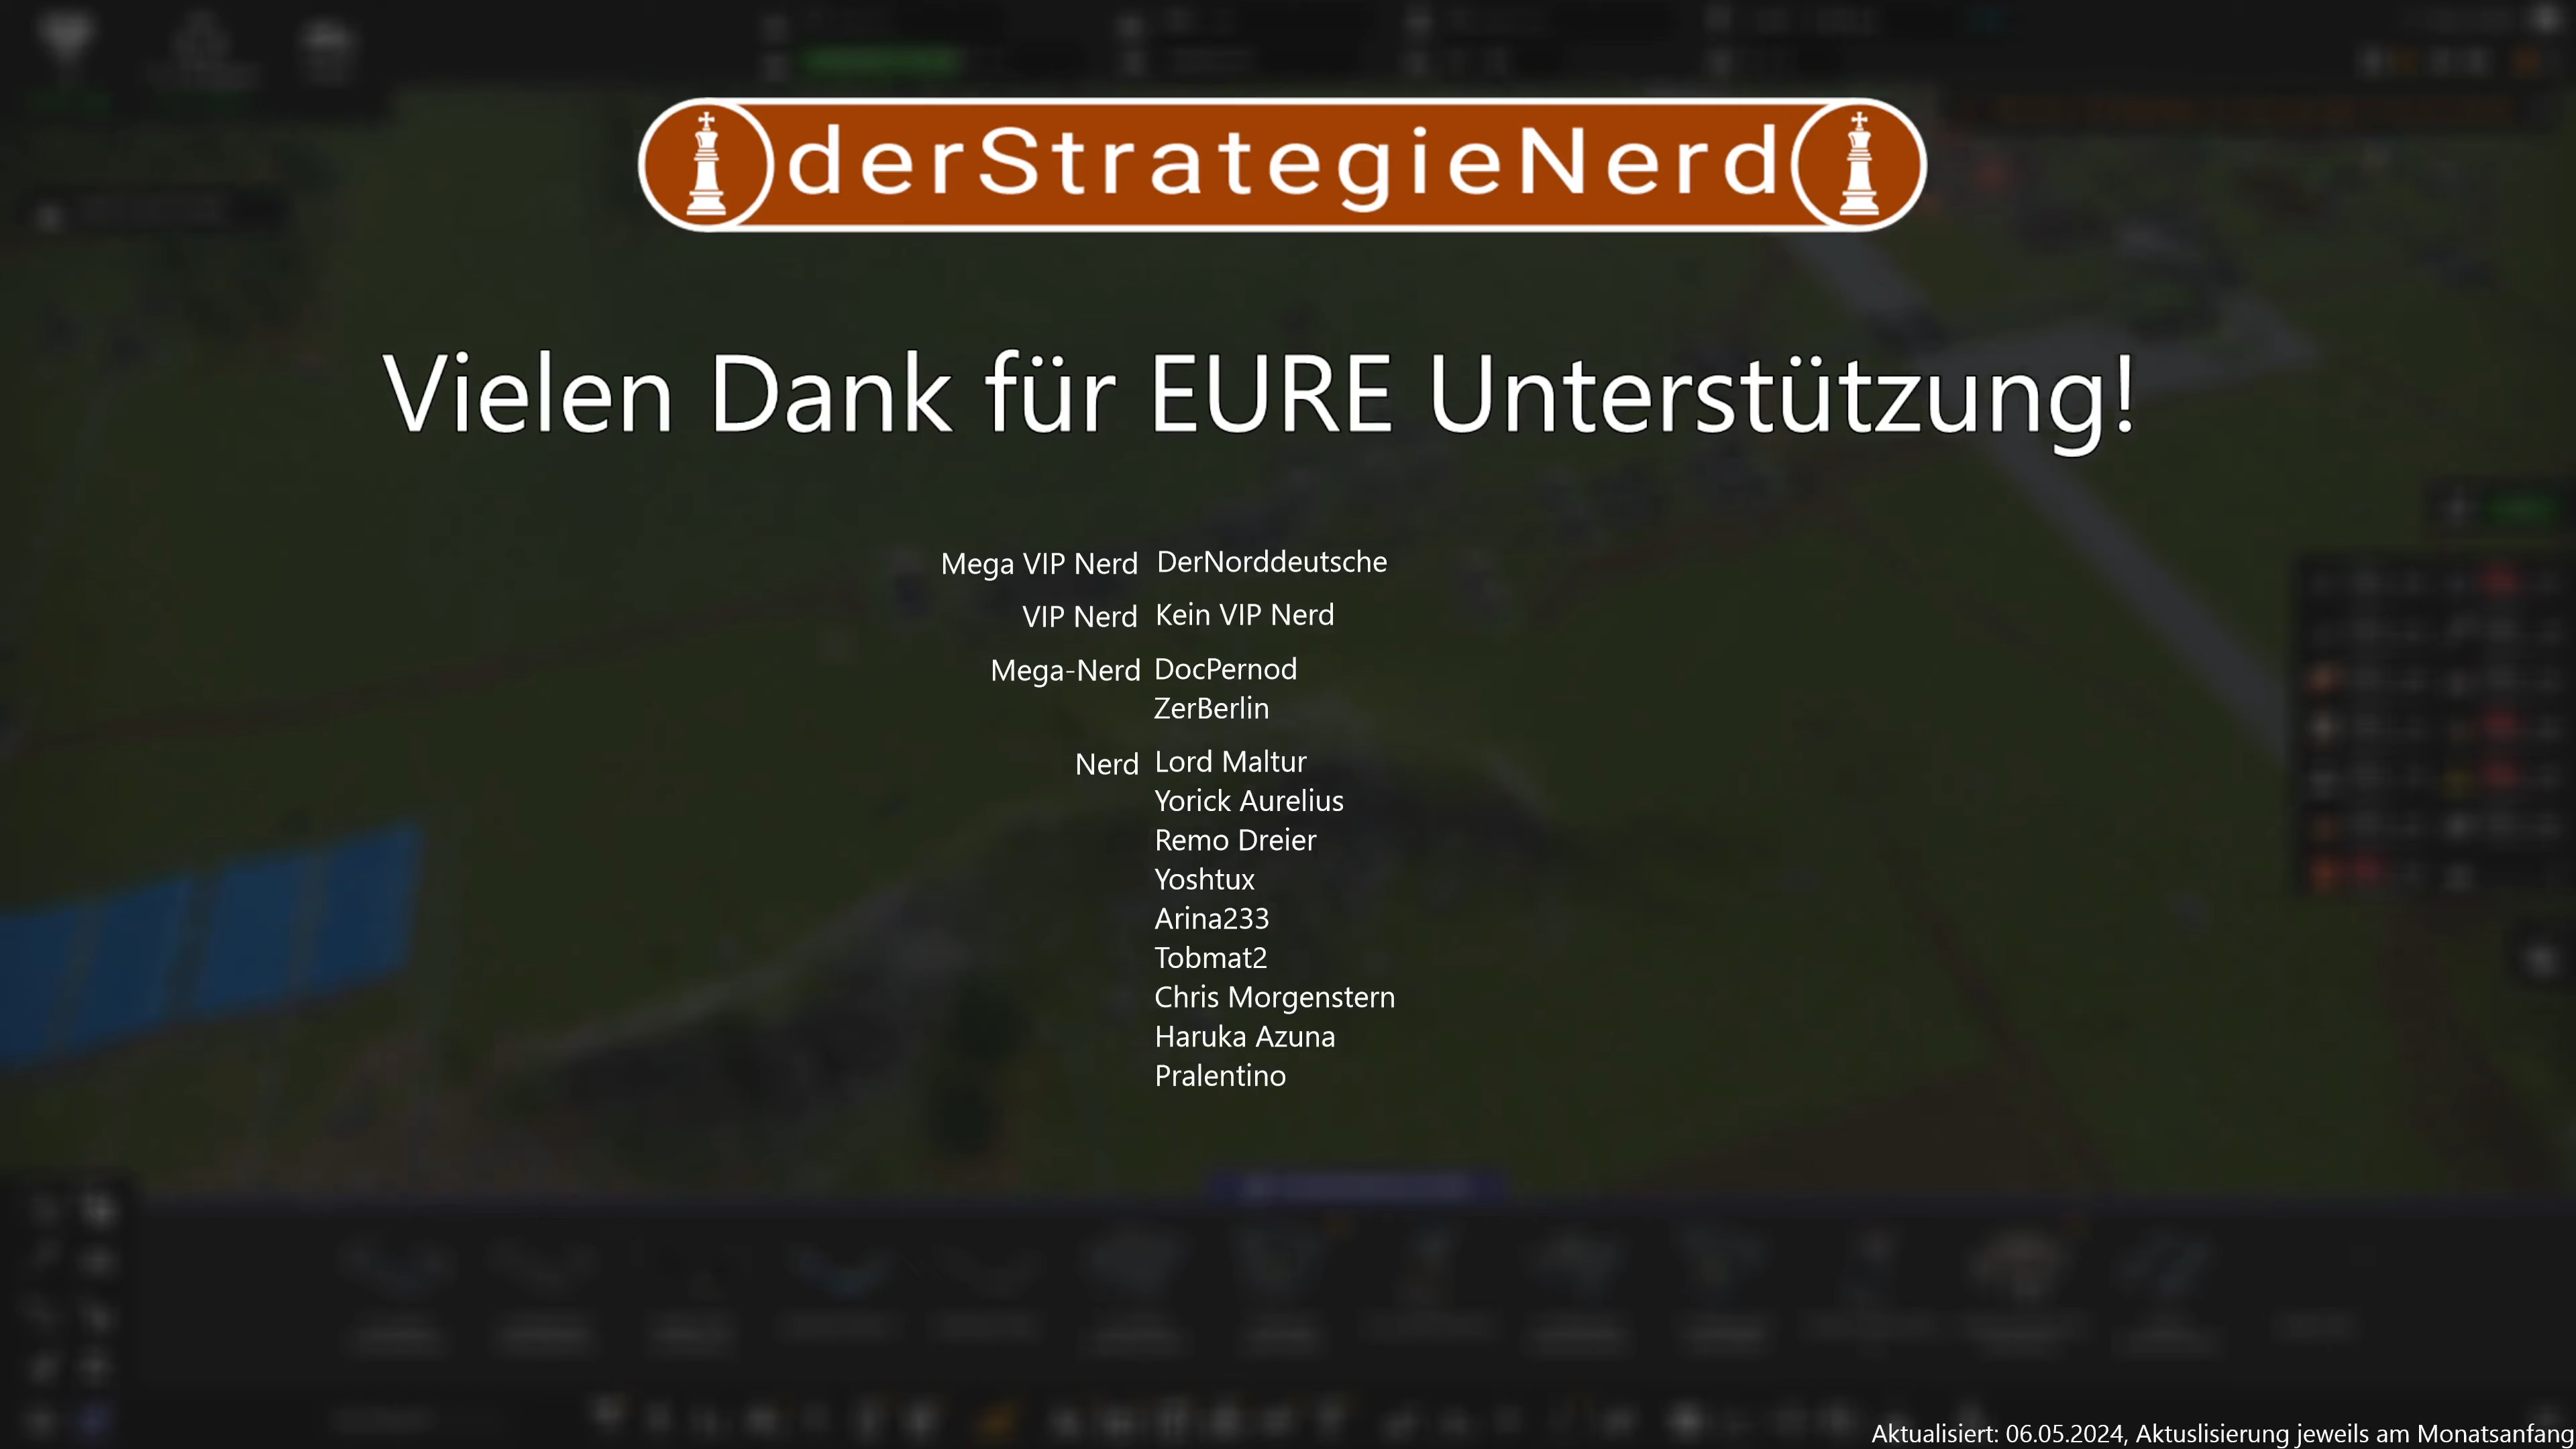 derStrategieNerd
Vielen Dank für EURE Unterstützung!
Mega VIP Nerd DerNorddeutsche
VIP Nerd Kein VIP Nerd
Mega-Nerd DocPernod
ZerBerlin
Nerd Lord Maltur
Yorick Aurelius
Remo Dreier
Yoshtux
Arina233
Tobmat2
Chris Morgenstern
Haruka Azuna
Pralentino
Aktualisiert: 06.05.2024, Aktuslisierung jeweils am Monatsanfang